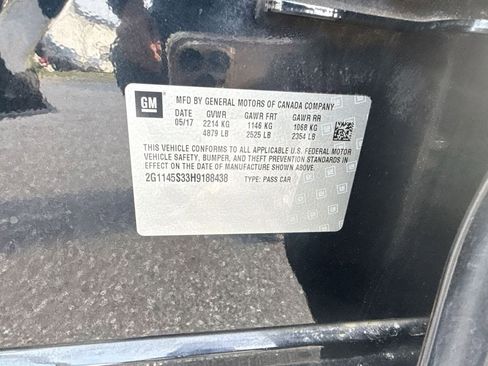 GM
MFD BY GENERAL MOTORS OF CANADA COMPANY
DATE GVWR GAWR FRT GAWR RR
05/17 2214 KG 1146 KG 1068 KG
4879 LB 2525 LB 2354 LB
THIS VEHICLE CONFORMS TO ALL APPLICABLE U.S. FEDERAL MOTOR
VEHICLE SAFETY, BUMPER, AND THEFT PREVENTION STANDARDS IN
EFFECT ON THE DATE OF MANUFACTURE SHOWN ABOVE.
2G1145S33H9188438 TYPE: PASS CAR